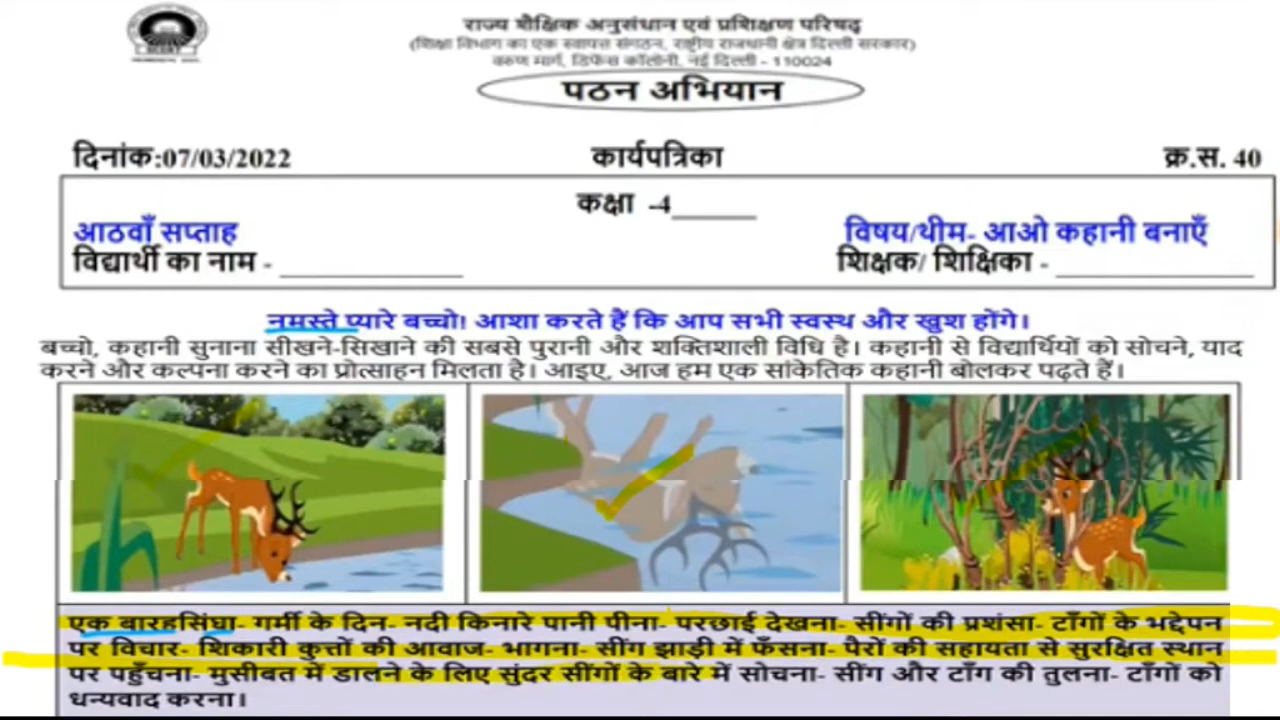 राज्य शैक्षिक अनुसंधान एवं प्रशिक्षण परिषद्
(शिक्षा विभाग का एक स्वायत्त संगठन, राष्ट्रीय राजधानी क्षेत्र दिल्ली सरकार)
वरुण मार्ग, डिफेंस कॉलोनी, नई दिल्ली - 110024
पठन अभियान
दिनांक:07/03/2022 कार्यपत्रिका क्र.स. 40
कक्षा -4______
आठवाँ सप्ताह विषय/थीम- आओ कहानी बनाएँ
विद्यार्थी का नाम - ______________ शिक्षक/ शिक्षिका - ______________
नमस्ते प्यारे बच्चो! आशा करते हैं कि आप सभी स्वस्थ और खुश होंगे।
बच्चो, कहानी सुनाना सीखने-सिखाने की सबसे पुरानी और शक्तिशाली विधि है। कहानी से विद्यार्थियों को सोचने, याद
करने और कल्पना करने का प्रोत्साहन मिलता है। आइए, आज हम एक सांकेतिक कहानी बोलकर पढ़ते हैं।
एक बारहसिंघा- गर्मी के दिन- नदी किनारे पानी पीना- परछाई देखना- सींगों की प्रशंसा- टाँगों के भद्देपन
पर विचार- शिकारी कुत्तों की आवाज- भागना- सींग झाड़ी में फँसना- पैरों की सहायता से सुरक्षित स्थान
पर पहुँचना- मुसीबत में डालने के लिए सुंदर सींगों के बारे में सोचना- सींग और टाँग की तुलना- टाँगों को
धन्यवाद करना।